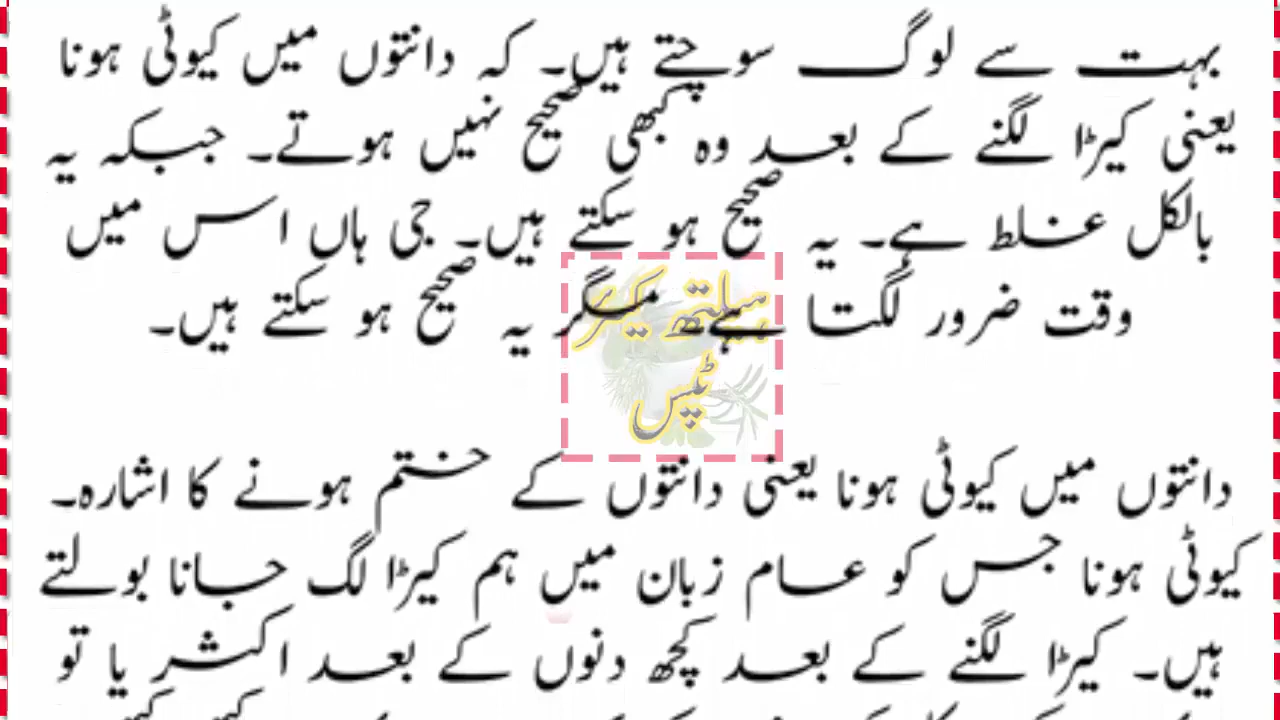 بہت سے لوگ سوچتے ہیں۔ کہ دانتوں میں کیوٹی ہونا
یعنی کیڑا لگنے کے بعد وہ کبھی صحیح نہیں ہوتے۔ جبکہ یہ
بالکل غلط ہے۔ یہ صحیح ہو سکتے ہیں۔ جی ہاں اس میں
وقت ضرور لگتا ہے مگر یہ صحیح ہو سکتے ہیں۔
ہیلتھ کیئر
ٹپس
دانتوں میں کیوٹی ہونا یعنی دانتوں کے ختم ہونے کا اشارہ۔
کیوٹی ہونا جس کو عام زبان میں ہم کیڑا لگ جانا بولتے
ہیں۔ کیڑا لگنے کے بعد کچھ دنوں کے بعد اکثر یا تو